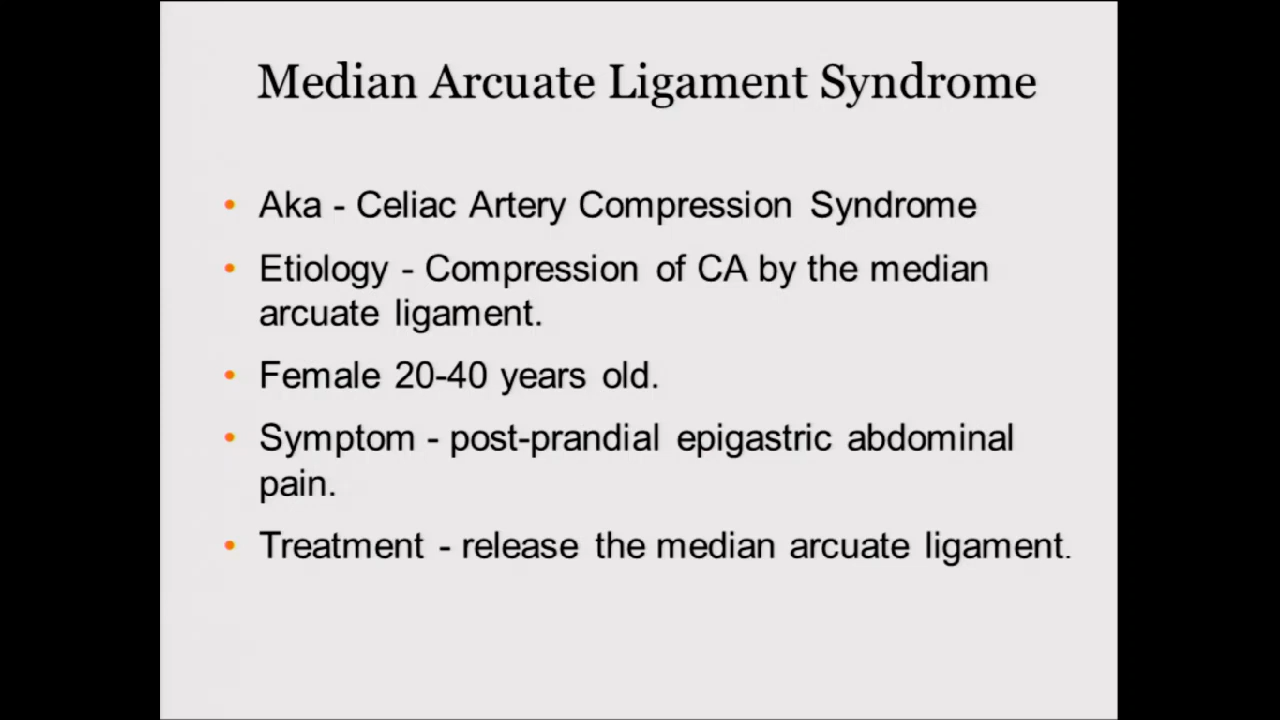 Median Arcuate Ligament Syndrome
• Aka - Celiac Artery Compression Syndrome
• Etiology - Compression of CA by the median
arcuate ligament.
• Female 20-40 years old.
• Symptom - post-prandial epigastric abdominal
pain.
• Treatment - release the median arcuate ligament.